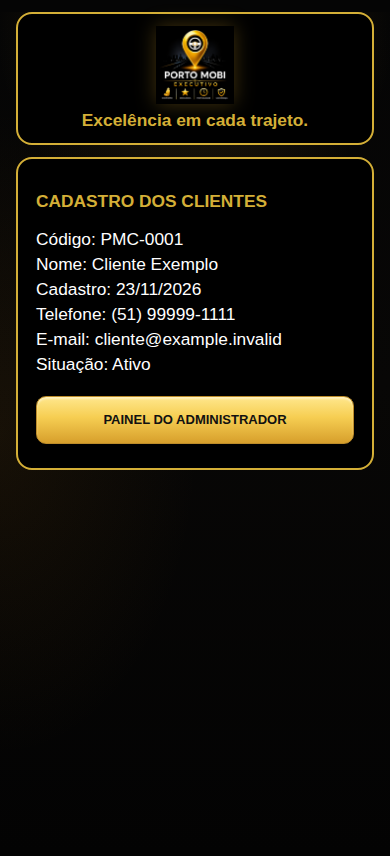 PORTO MOBI
EXECUTIVO
Excelência em cada trajeto.
CADASTRO DOS CLIENTES
Código: PMC-0001
Nome: Cliente Exemplo
Cadastro: 23/11/2026
Telefone: (51) 99999-1111
E-mail: cliente@example.invalid
Situação: Ativo
PAINEL DO ADMINISTRADOR